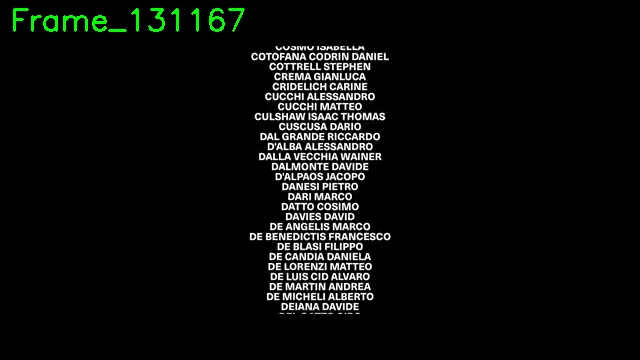 Frame_131167
COSMO ISABELLA
COTOFANA CODRIN DANIEL
COTTRELL STEPHEN
CREMA GIANLUCA
CRIDELICH CARINE
CUCCHI ALESSANDRO
CUCCHI MATTEO
CULSHAW ISAAC THOMAS
CUSCUSA DARIO
DAL GRANDE RICCARDO
D'ALBA ALESSANDRO
DALLA VECCHIA WAINER
DALMONTE DAVIDE
D'ALPAOS JACOPO
DANESI PIETRO
DARI MARCO
DATTO COSIMO
DAVIES DAVID
DE ANGELIS MARCO
DE BENEDICTIS FRANCESCO
DE BLASI FILIPPO
DE CANDIA DANIELA
DE LORENZI MATTEO
DE LUIS CID ALVARO
DE MARTIN ANDREA
DE MICHELI ALBERTO
DEIANA DAVIDE